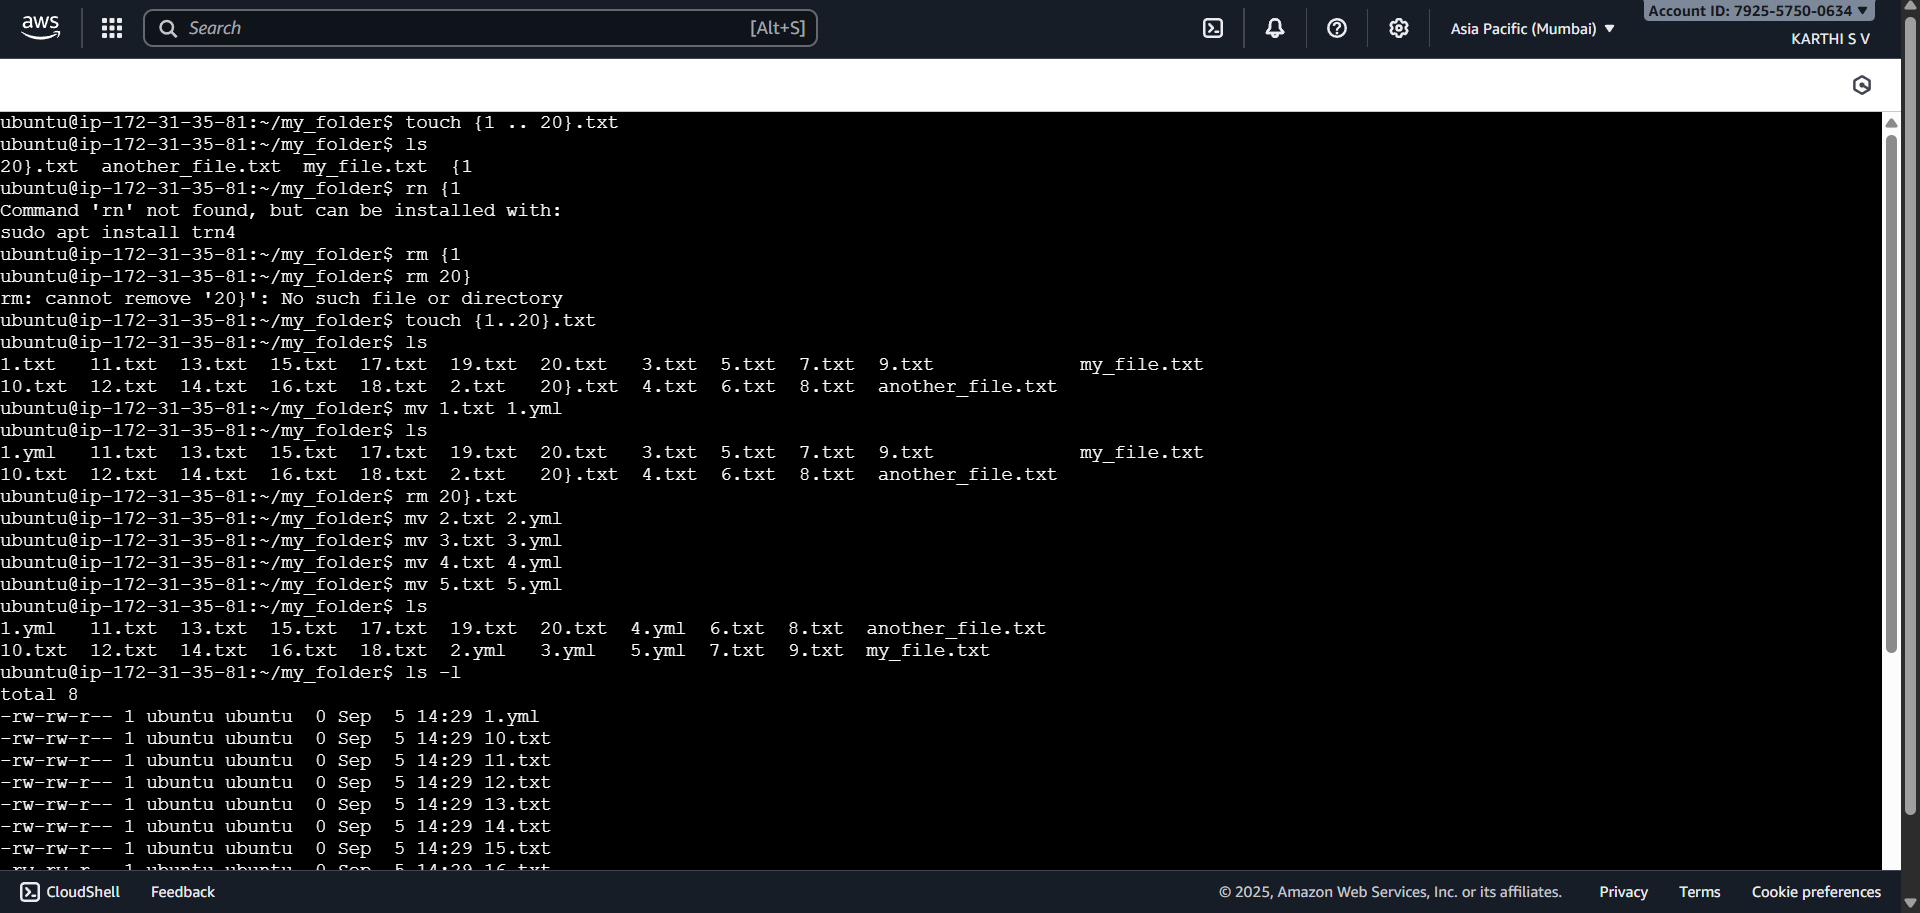 aws
Search [Alt+S]
Asia Pacific (Mumbai)
Account ID: 7925-5750-0634
KARTHI S V
ubuntu@ip-172-31-35-81:~/my_folder$ touch {1 .. 20}.txt
ubuntu@ip-172-31-35-81:~/my_folder$ ls
20}.txt  another_file.txt  my_file.txt  {1
ubuntu@ip-172-31-35-81:~/my_folder$ rn {1
Command 'rn' not found, but can be installed with:
sudo apt install trn4
ubuntu@ip-172-31-35-81:~/my_folder$ rm {1
ubuntu@ip-172-31-35-81:~/my_folder$ rm 20}
rm: cannot remove '20}': No such file or directory
ubuntu@ip-172-31-35-81:~/my_folder$ touch {1..20}.txt
ubuntu@ip-172-31-35-81:~/my_folder$ ls
1.txt   11.txt  13.txt  15.txt  17.txt  19.txt  20.txt   3.txt  5.txt  7.txt  9.txt             my_file.txt
10.txt  12.txt  14.txt  16.txt  18.txt  2.txt   20}.txt  4.txt  6.txt  8.txt  another_file.txt
ubuntu@ip-172-31-35-81:~/my_folder$ mv 1.txt 1.yml
ubuntu@ip-172-31-35-81:~/my_folder$ ls
1.yml   11.txt  13.txt  15.txt  17.txt  19.txt  20.txt   3.txt  5.txt  7.txt  9.txt             my_file.txt
10.txt  12.txt  14.txt  16.txt  18.txt  2.txt   20}.txt  4.txt  6.txt  8.txt  another_file.txt
ubuntu@ip-172-31-35-81:~/my_folder$ rm 20}.txt
ubuntu@ip-172-31-35-81:~/my_folder$ mv 2.txt 2.yml
ubuntu@ip-172-31-35-81:~/my_folder$ mv 3.txt 3.yml
ubuntu@ip-172-31-35-81:~/my_folder$ mv 4.txt 4.yml
ubuntu@ip-172-31-35-81:~/my_folder$ mv 5.txt 5.yml
ubuntu@ip-172-31-35-81:~/my_folder$ ls
1.yml   11.txt  13.txt  15.txt  17.txt  19.txt  20.txt  4.yml  6.txt  8.txt  another_file.txt
10.txt  12.txt  14.txt  16.txt  18.txt  2.yml   3.yml   5.yml  7.txt  9.txt  my_file.txt
ubuntu@ip-172-31-35-81:~/my_folder$ ls -l
total 8
-rw-rw-r-- 1 ubuntu ubuntu  0 Sep  5 14:29 1.yml
-rw-rw-r-- 1 ubuntu ubuntu  0 Sep  5 14:29 10.txt
-rw-rw-r-- 1 ubuntu ubuntu  0 Sep  5 14:29 11.txt
-rw-rw-r-- 1 ubuntu ubuntu  0 Sep  5 14:29 12.txt
-rw-rw-r-- 1 ubuntu ubuntu  0 Sep  5 14:29 13.txt
-rw-rw-r-- 1 ubuntu ubuntu  0 Sep  5 14:29 14.txt
-rw-rw-r-- 1 ubuntu ubuntu  0 Sep  5 14:29 15.txt
-rw-rw-r-- 1 ubuntu ubuntu  0 Sep  5 14:29 16.txt
CloudShell Feedback © 2025, Amazon Web Services, Inc. or its affiliates. Privacy Terms Cookie preferences